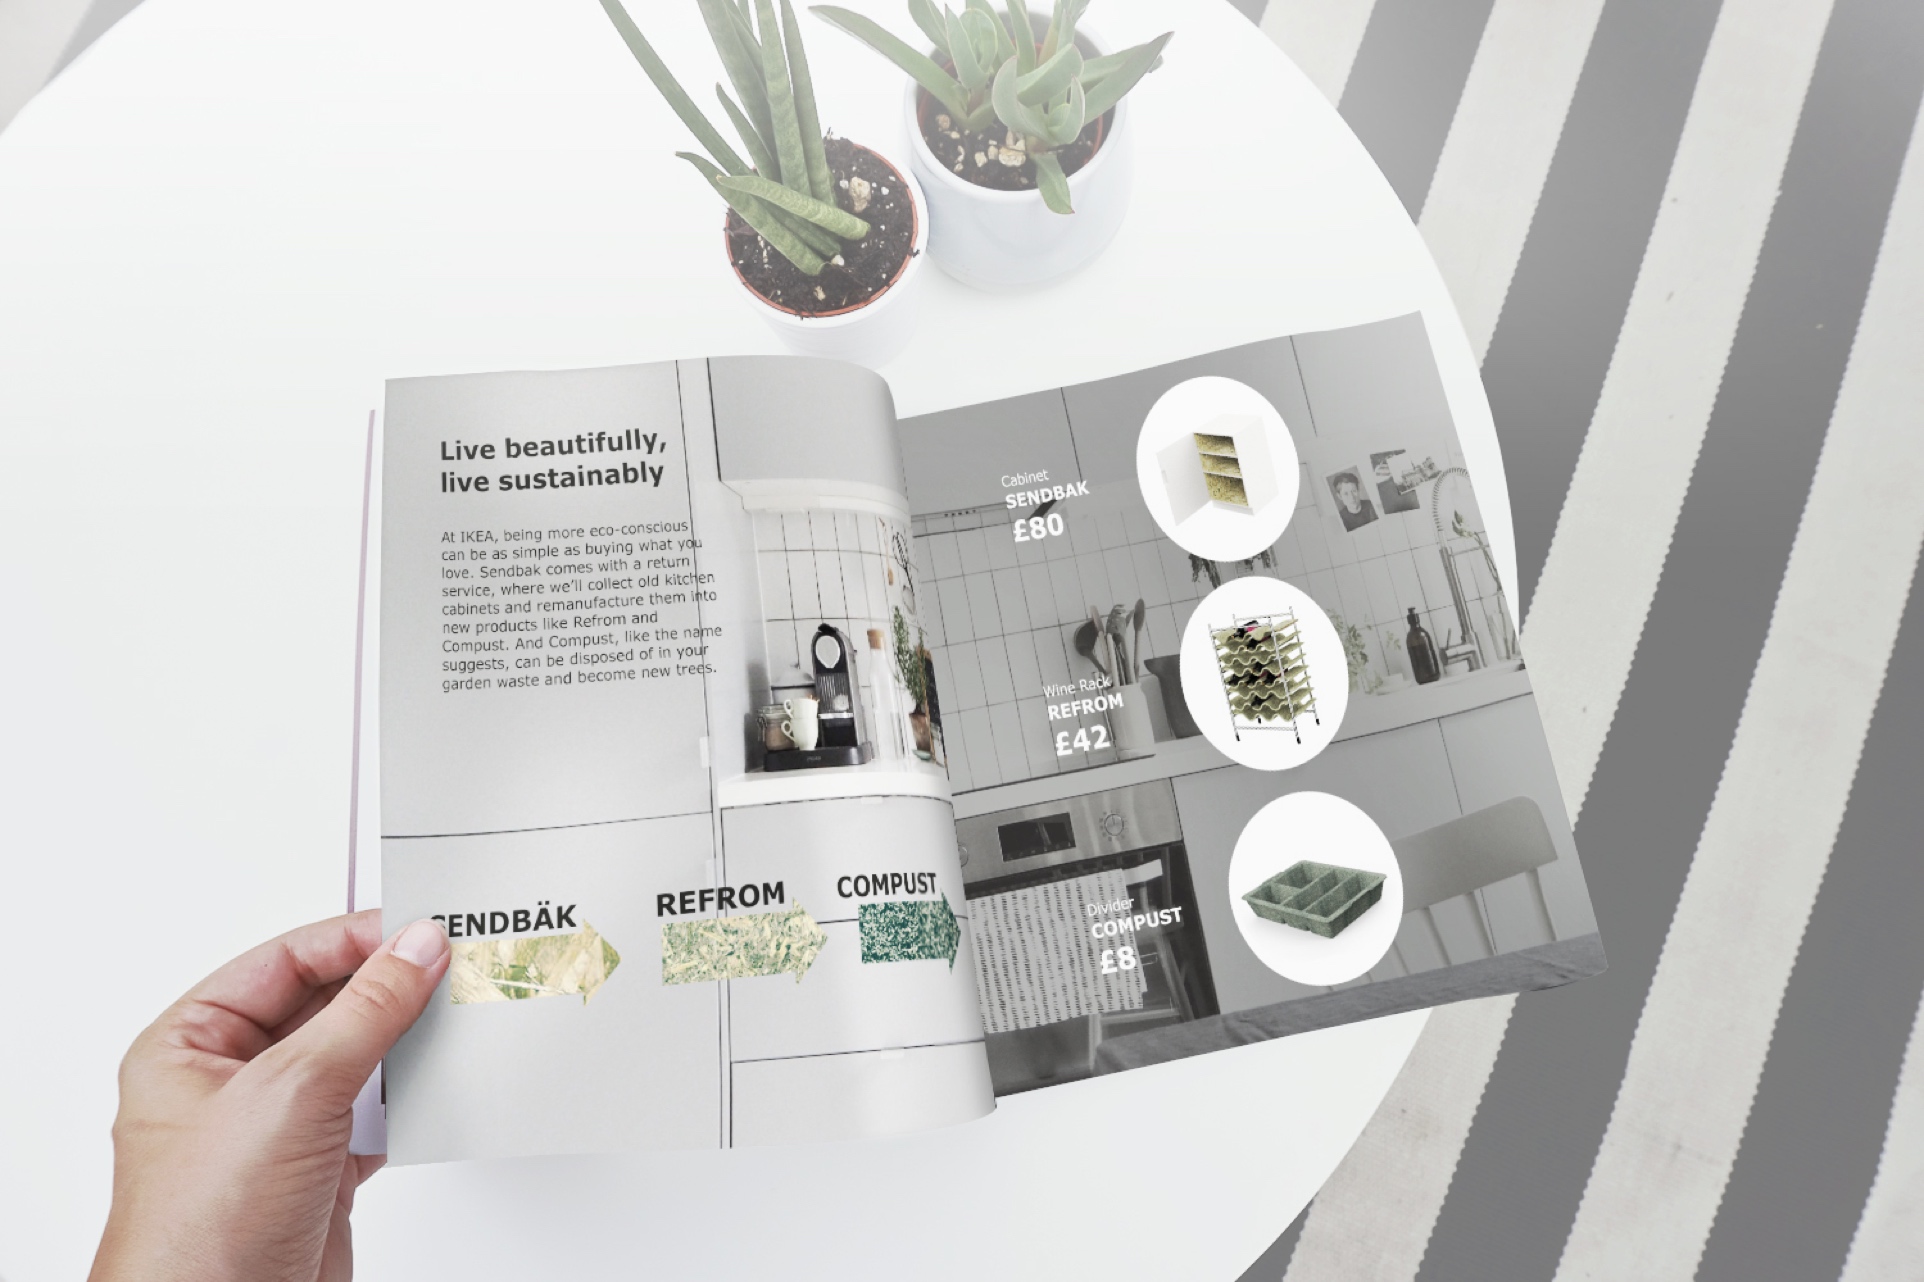 Live beautifully,
live sustainably
At IKEA, being more eco-conscious
can be as simple as buying what you
love. Sendbak comes with a return
service, where we'll collect old kitchen
cabinets and remanufacture them into
new products like Refrom and
Compust. And Compust, like the name
suggests, can be disposed of in your
garden waste and become new trees.
SENDBÄK
REFROM
COMPUST
Cabinet
SENDBAK
£80
Wine Rack
REFROM
£42
Divider
COMPUST
£8